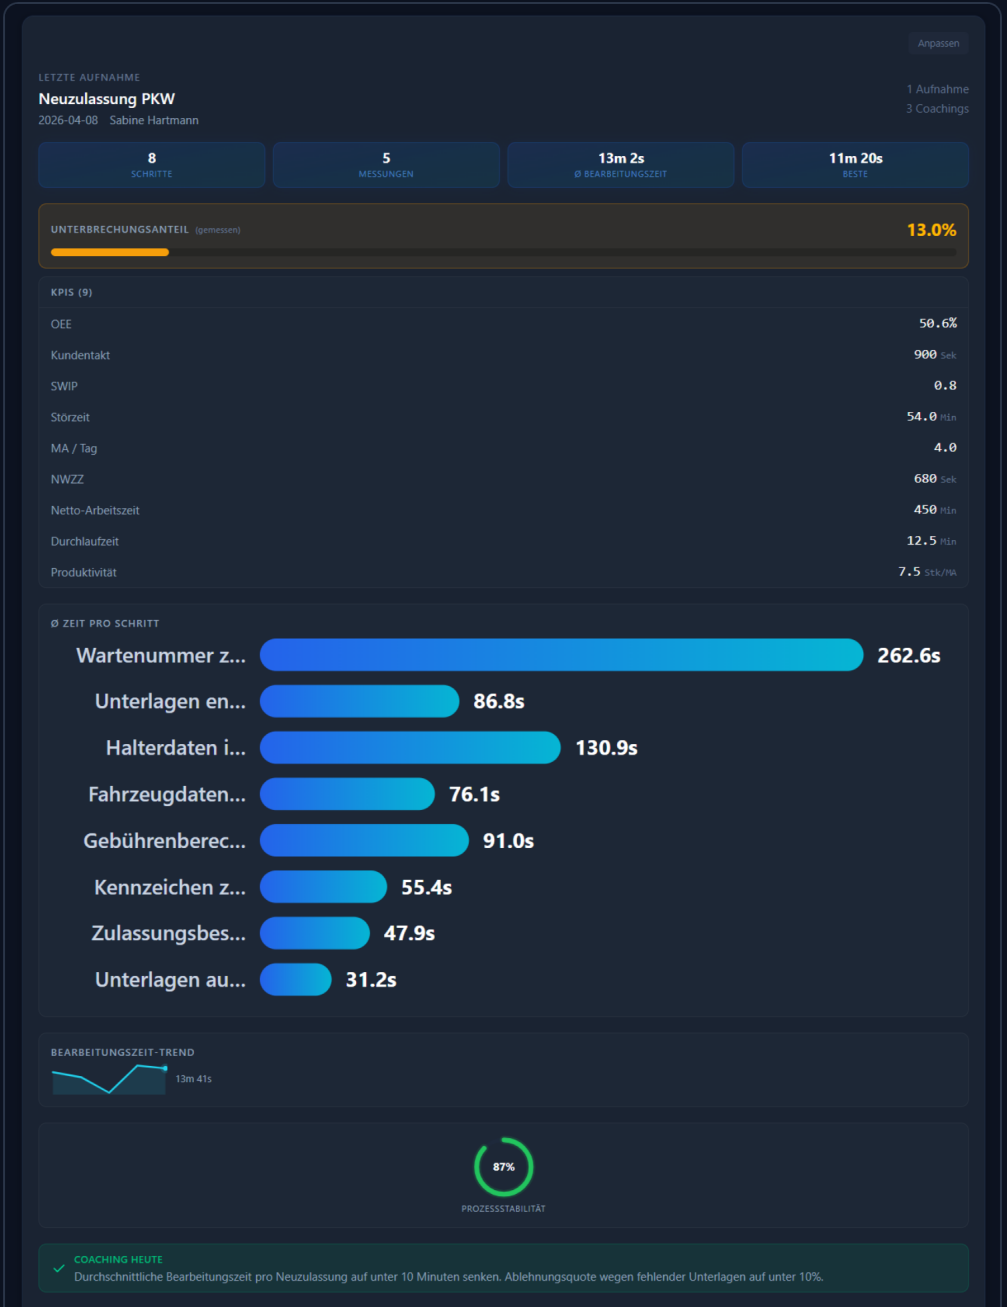 Anpassen
LETZTE AUFNAHME
Neuzulassung PKW
2026-04-08 Sabine Hartmann
1 Aufnahme
3 Coachings
8
SCHRITTE
5
MESSUNGEN
13m 2s
Ø BEARBEITUNGSZEIT
11m 20s
BESTE
UNTERBRECHUNGSANTEIL (gemessen) 13.0%
KPIS (9)
OEE 50.6%
Kundentakt 900 Sek
SWIP 0.8
Störzeit 54.0 Min
MA / Tag 4.0
NWZZ 680 Sek
Netto-Arbeitszeit 450 Min
Durchlaufzeit 12.5 Min
Produktivität 7.5 Stk/MA
Ø ZEIT PRO SCHRITT
Wartenummer z... 262.6s
Unterlagen en... 86.8s
Halterdaten i... 130.9s
Fahrzeugdaten... 76.1s
Gebührenberec... 91.0s
Kennzeichen z... 55.4s
Zulassungsbes... 47.9s
Unterlagen au... 31.2s
BEARBEITUNGSZEIT-TREND
13m 41s
87%
PROZESSSTABILITÄT
COACHING HEUTE
Durchschnittliche Bearbeitungszeit pro Neuzulassung auf unter 10 Minuten senken. Ablehnungsquote wegen fehlender Unterlagen auf unter 10%.